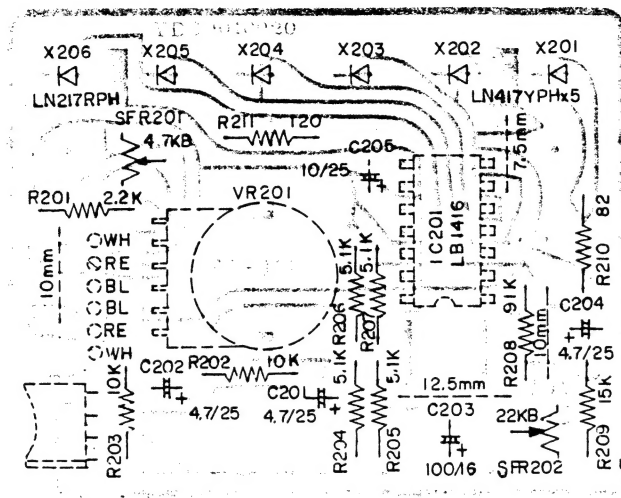 X206 X205 X204 X203 X202 X201
LN217RPH LN417YPHx5
SFR201
4.7KB
R211 120
C205
10/25
7.5mm
R201 2.2K
VR201
IC201
LB1416
82
R210
WH
RE
BL
BL
RE
WH
10mm
5.1K
R206
5.1K
R207
91K
R208
10mm
C204
4.7/25
C202
4.7/25
R202 10K
C201
4.7/25
10K
R203
5.1K
R204
5.1K
R205
12.5mm
C203
100/16
22KB
SFR202
15K
R209